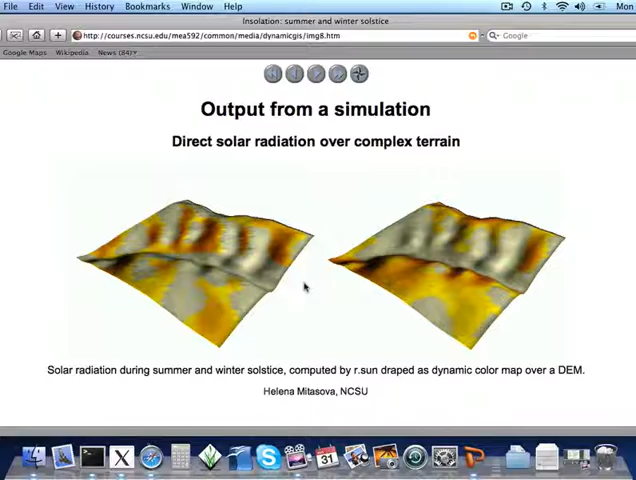 File Edit View History Bookmarks Window Help Mon
Insolation: summer and winter solstice
http://courses.ncsu.edu/mea592/common/media/dynamicgis/img8.htm Google
Google Maps Wikipedia News (84)
Output from a simulation
Direct solar radiation over complex terrain
Solar radiation during summer and winter solstice, computed by r.sun draped as dynamic color map over a DEM.
Helena Mitasova, NCSU
31